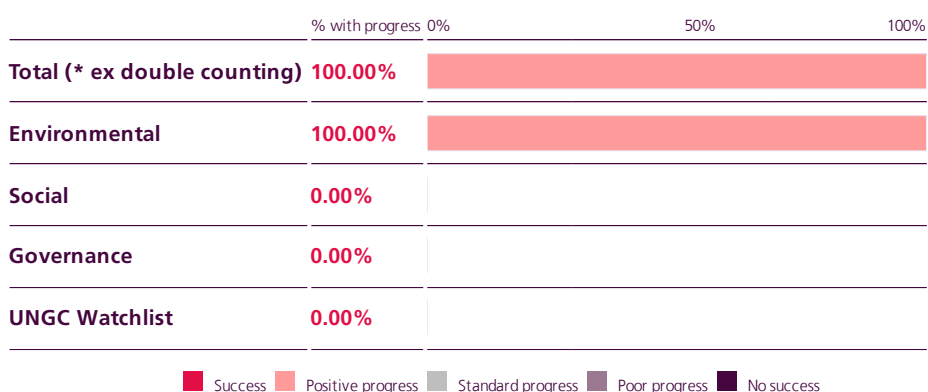 % with progress 0% 50% 100%
Total (* ex double counting) 100.00%
Environmental 100.00%
Social 0.00%
Governance 0.00%
UNGC Watchlist 0.00%
Success Positive progress Standard progress Poor progress No success